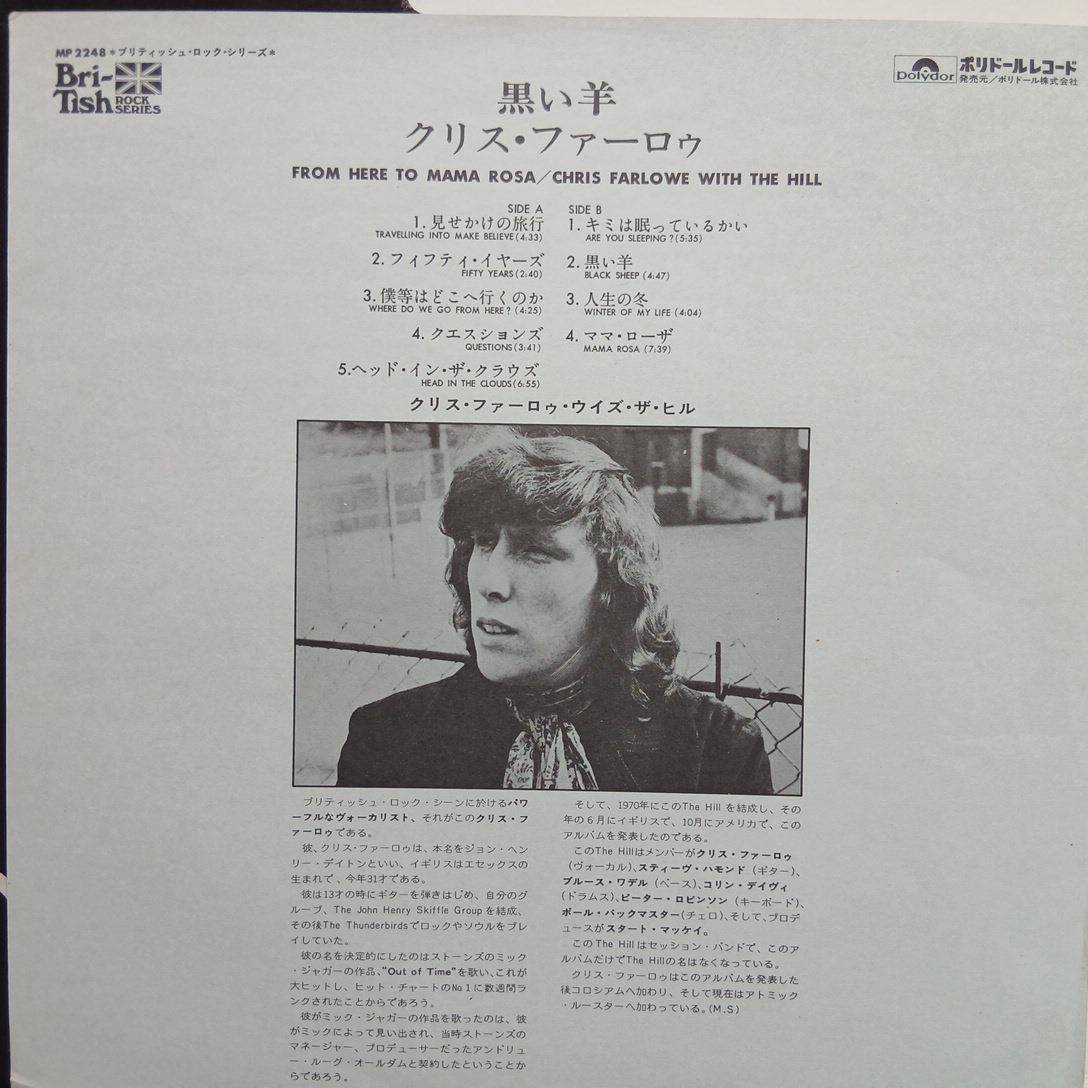 MP 2248 *ブリティッシュ・ロック・シリーズ*
Bri-
Tish ROCK
SERIES
polydor ポリドールレコード
発売元/ポリドール株式会社
黒い羊
クリス・ファーロゥ
FROM HERE TO MAMA ROSA/CHRIS FARLOWE WITH THE HILL
SIDE A
1. 見せかけの旅行
TRAVELLING INTO MAKE BELIEVE (4:33)
2. フィフティ・イヤーズ
FIFTY YEARS (2:40)
3. 僕等はどこへ行くのか
WHERE DO WE GO FROM HERE? (4:25)
4. クエスションズ
QUESTIONS (3:41)
5.ヘッド・イン・ザ・クラウズ
HEAD IN THE CLOUDS (6:55)
SIDE B
1. キミは眠っているかい
ARE YOU SLEEPING? (5:35)
2. 黒い羊
BLACK SHEEP (4:47)
3. 人生の冬
WINTER OF MY LIFE (4:04)
4. ママ・ローザ
MAMA ROSA (7:39)
クリス・ファーロゥ・ウイズ・ザ・ヒル
ブリティッシュ・ロック・シーンに於けるパワ
ーフルなヴォーカリスト、それがこのクリス・フ
ァーロゥである。
彼、クリス・ファーロゥは、本名をジョン・ヘン
リー・デイトンといい、イギリスはエセックスの
生まれで、今年31才である。
彼は13才の時にギターを弾きはじめ、自分のグ
ループ、The John Henry Skiffle Groupを結成、
その後The Thunderbirdsでロックやソウルをプレ
イしていた。
彼の名を決定的にしたのはストーンズのミック
・ジャガーの作品、"Out of Time"を歌い、これが
大ヒットし、ヒット・チャートのNo.1に数週間ラ
ンクされたことからであろう。
彼がミック・ジャガーの作品を歌ったのは、彼
がミックによって見い出され、当時ストーンズの
マネージャー、プロデューサーだったアンドリュ
ー・ルーグ・オールダムと契約したということか
らであろう。
そして、1970年にこのThe Hill を結成し、その
年の6月にイギリスで、10月にアメリカで、この
アルバムを発表したのである。
このThe Hillはメンバーがクリス・ファーロゥ
(ヴォーカル)、スティーヴ・ハモンド (ギター)、
ブルース・ワデル (ベース)、コリン・デイヴィ
(ドラムス)、ピーター・ロビンソン (キーボード)、
ポール・バックマスター(チェロ)、そして、プロデ
ュースがスタート・マッケイ。
このThe Hillはセッション・バンドで、このア
ルバムだけでThe Hillの名はなくなっている。
クリス・ファーロゥはこのアルバムを発表した
後コロシアムへ加わり、そして現在はアトミック
・ルースターへ加わっている。(M.S)